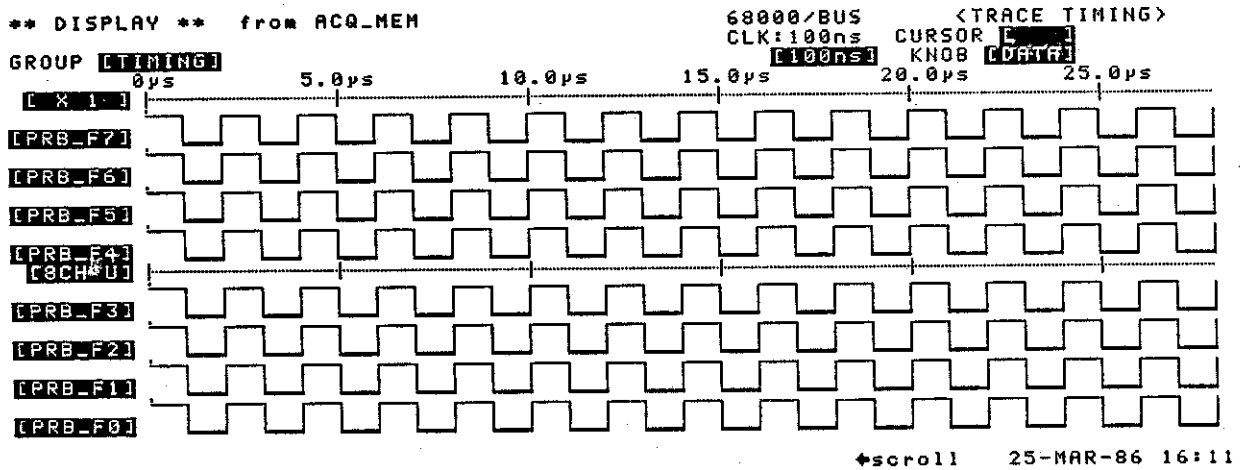 ** DISPLAY ** from ACQ_MEM
68000/BUS <TRACE TIMING>
CLK:100ns CURSOR [ ]
GROUP [TIMING] [100ns] KNOB [DATA]
0µs 5.0µs 10.0µs 15.0µs 20.0µs 25.0µs
[ X 1 ]
[PRB_F7]
[PRB_F6]
[PRB_F5]
[PRB_F4]
[PRB_F3]
[PRB_F2]
[PRB_F1]
[PRB_F0]
scroll 25-MAR-86 16:11